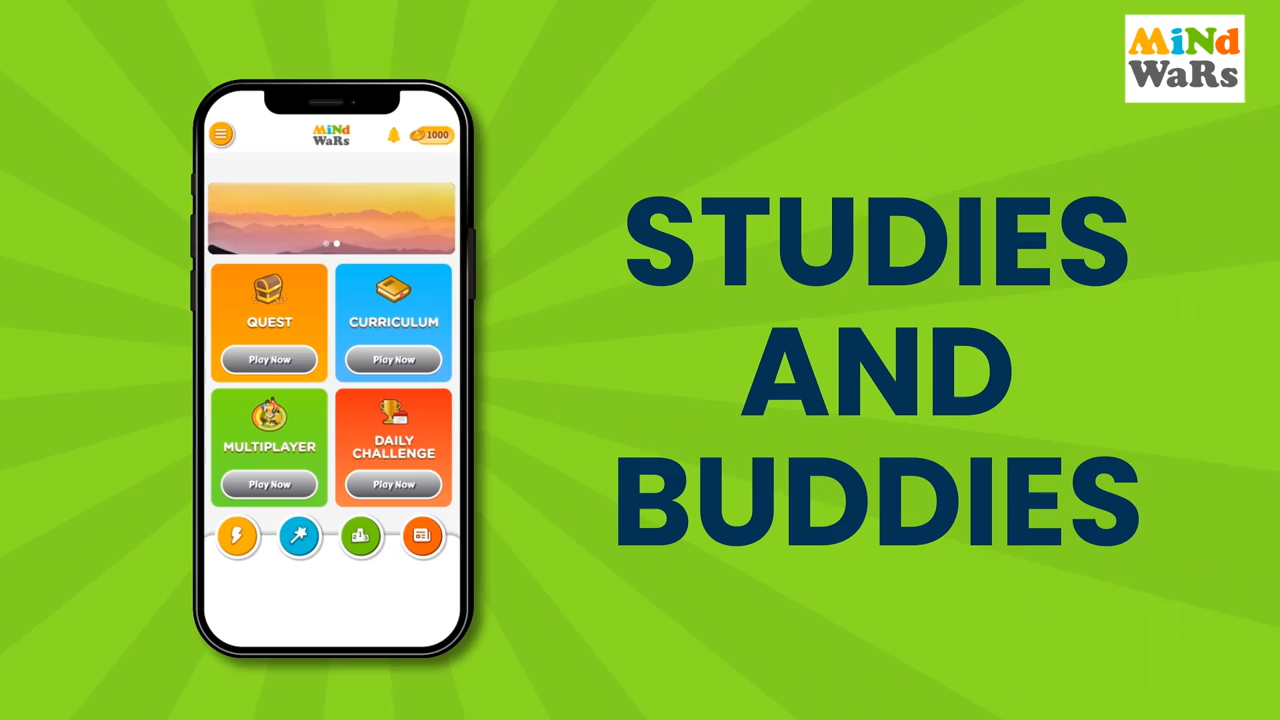 MiNd
WaRs
MiNd
WaRs
1000
QUEST
CURRICULUM
Play Now
Play Now
MULTIPLAYER
DAILY
CHALLENGE
Play Now
Play Now
STUDIES
AND
BUDDIES